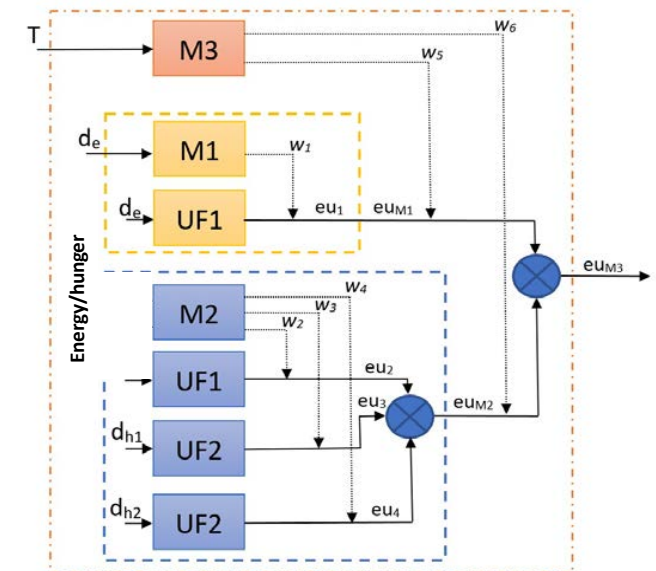 w6
T
M3
w5
de
M1
w1
de
UF1
eu1
euM1
euM3
Energy/hunger
M2
w4
w3
w2
UF1
eu2
eu3
euM2
dh1
UF2
dh2
UF2
eu4